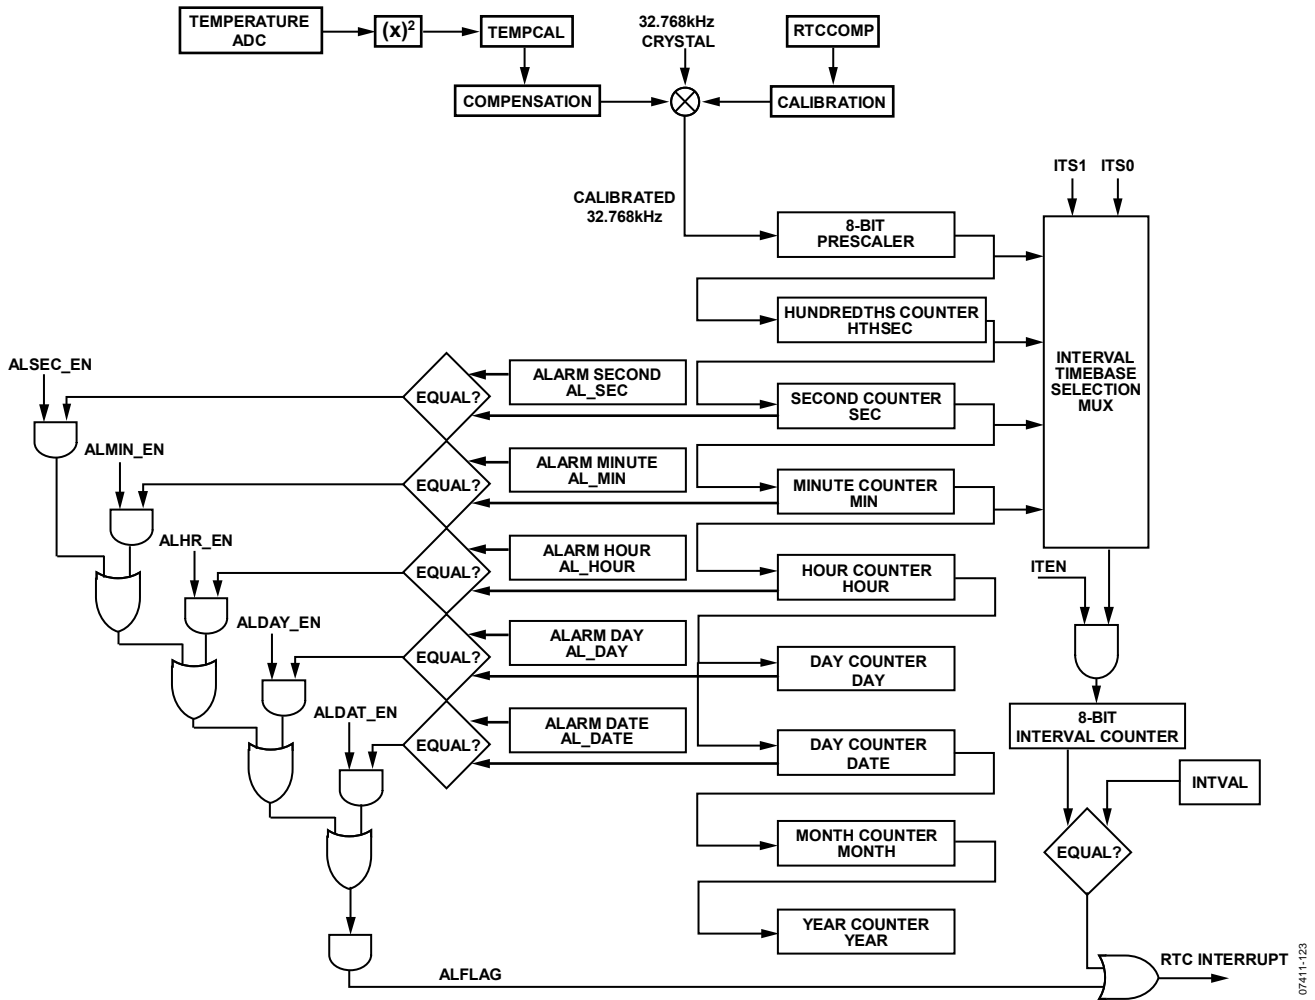 TEMPERATURE
ADC
(x)²
TEMPCAL
32.768kHz
CRYSTAL
RTCCOMP
COMPENSATION
CALIBRATION
CALIBRATED
32.768kHz
ITS1 ITS0
8-BIT
PRESCALER
HUNDREDTHS COUNTER
HTHSEC
INTERVAL
TIMEBASE
SELECTION
MUX
ALSEC_EN
EQUAL?
ALARM SECOND
AL_SEC
SECOND COUNTER
SEC
ALMIN_EN
EQUAL?
ALARM MINUTE
AL_MIN
MINUTE COUNTER
MIN
ALHR_EN
EQUAL?
ALARM HOUR
AL_HOUR
HOUR COUNTER
HOUR
ITEN
ALDAY_EN
EQUAL?
ALARM DAY
AL_DAY
DAY COUNTER
DAY
ALDAT_EN
EQUAL?
ALARM DATE
AL_DATE
DAY COUNTER
DATE
8-BIT
INTERVAL COUNTER
INTVAL
MONTH COUNTER
MONTH
EQUAL?
YEAR COUNTER
YEAR
ALFLAG
RTC INTERRUPT
07411-123